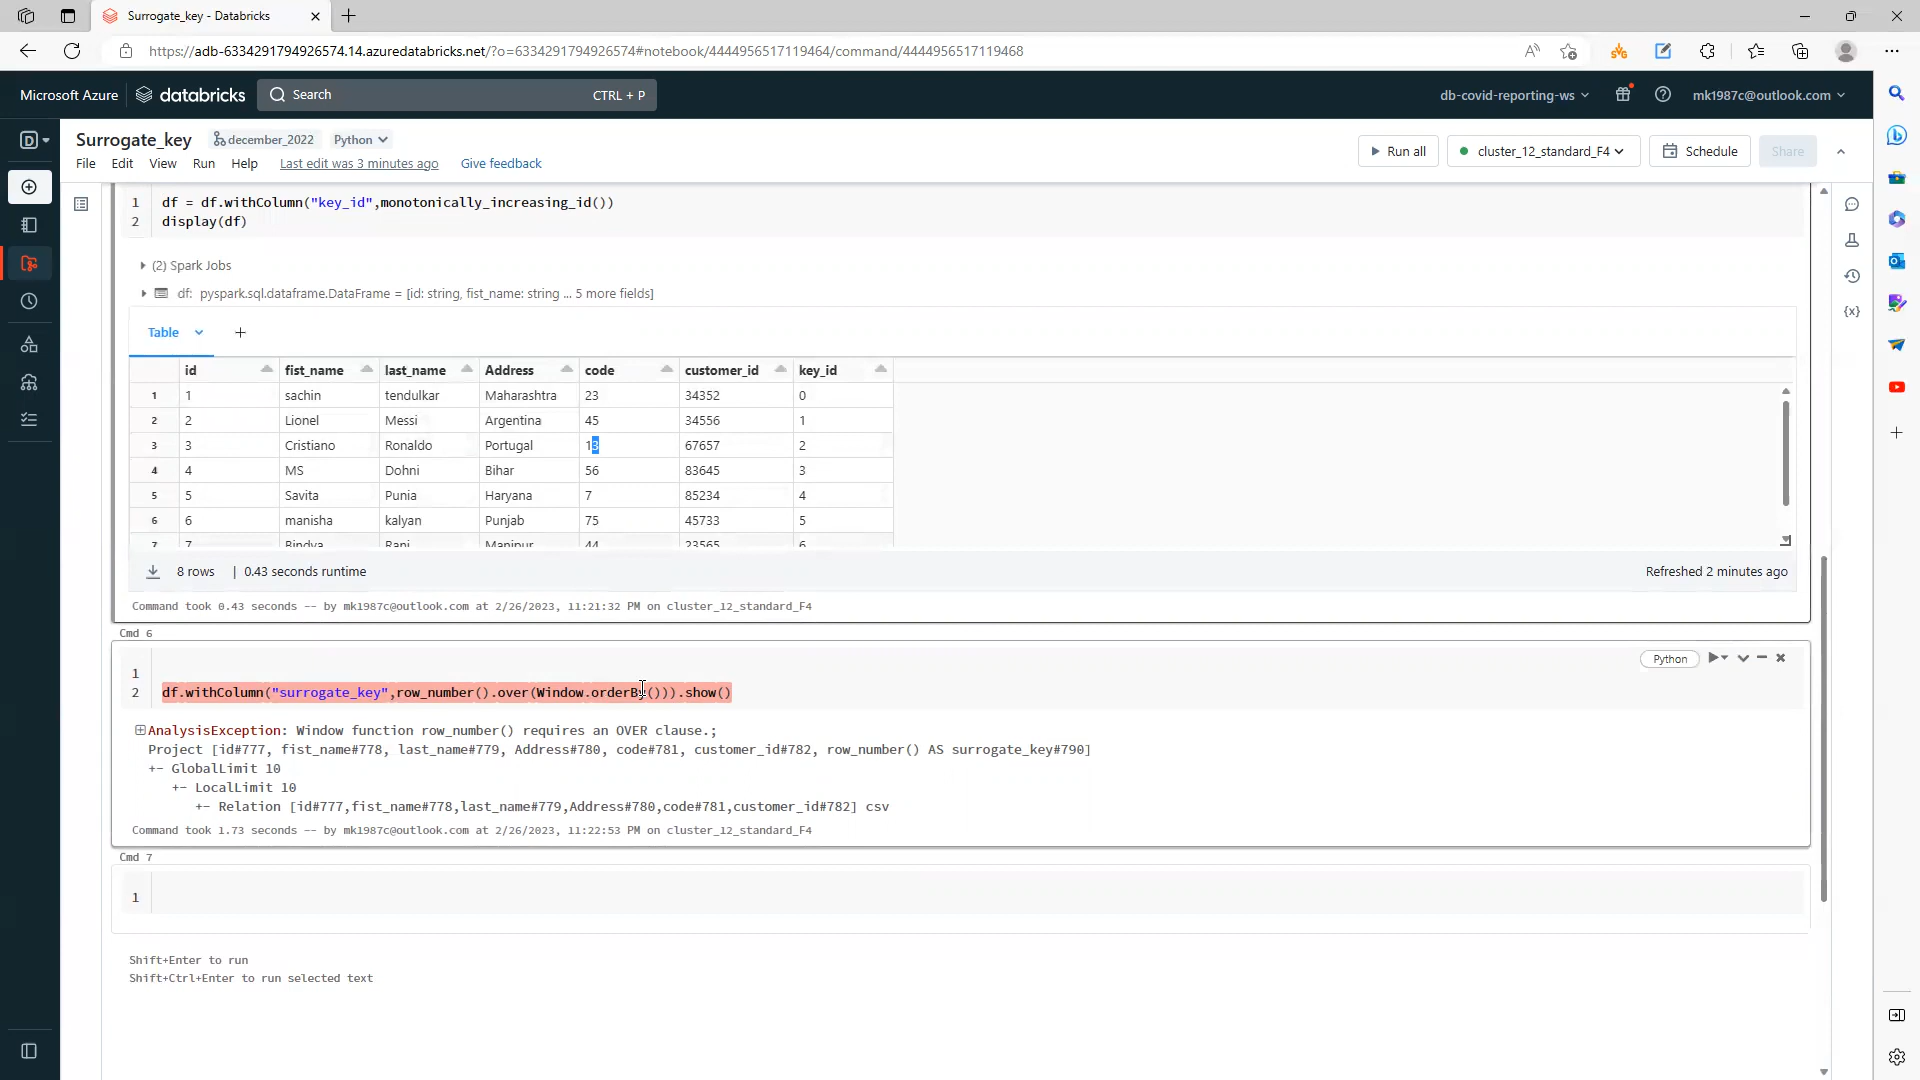 Surrogate_key - Databricks
https://adb-6334291794926574.14.azuredatabricks.net/?o=6334291794926574#notebook/4444956517119464/command/4444956517119468
Microsoft Azure databricks Search CTRL + P db-covid-reporting-ws mk1987c@outlook.com
Surrogate_key december_2022 Python
File Edit View Run Help Last edit was 3 minutes ago Give feedback
Run all cluster_12_standard_F4 Schedule Share
1 df = df.withColumn("key_id",monotonically_increasing_id())
2 display(df)
(2) Spark Jobs
df: pyspark.sql.dataframe.DataFrame = [id: string, fist_name: string ... 5 more fields]
Table +
id fist_name last_name Address code customer_id key_id
1 1 sachin tendulkar Maharashtra 23 34352 0
2 2 Lionel Messi Argentina 45 34556 1
3 3 Cristiano Ronaldo Portugal 13 67657 2
4 4 MS Dohni Bihar 56 83645 3
5 5 Savita Punia Haryana 7 85234 4
6 6 manisha kalyan Punjab 75 45733 5
7 7 Bindya Rani Manipur 44 23565 6
8 rows | 0.43 seconds runtime Refreshed 2 minutes ago
Command took 0.43 seconds -- by mk1987c@outlook.com at 2/26/2023, 11:21:32 PM on cluster_12_standard_F4
Cmd 6
Python
1
2 df.withColumn("surrogate_key",row_number().over(Window.orderBy())).show()
AnalysisException: Window function row_number() requires an OVER clause.;
Project [id#777, fist_name#778, last_name#779, Address#780, code#781, customer_id#782, row_number() AS surrogate_key#790]
+- GlobalLimit 10
+- LocalLimit 10
+- Relation [id#777,fist_name#778,last_name#779,Address#780,code#781,customer_id#782] csv
Command took 1.73 seconds -- by mk1987c@outlook.com at 2/26/2023, 11:22:53 PM on cluster_12_standard_F4
Cmd 7
1
Shift+Enter to run
Shift+Ctrl+Enter to run selected text